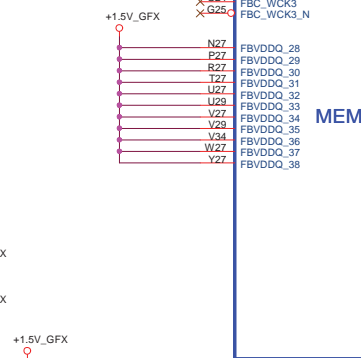 FBC_WCK3
G25 FBC_WCK3_N
+1.5V_GFX
N27 FBVDDQ_28
P27 FBVDDQ_29
R27 FBVDDQ_30
T27 FBVDDQ_31
U27 FBVDDQ_32
U29 FBVDDQ_33
V27 FBVDDQ_34
V29 FBVDDQ_35
V34 FBVDDQ_36
W27 FBVDDQ_37
Y27 FBVDDQ_38
MEM
X
X
+1.5V_GFX